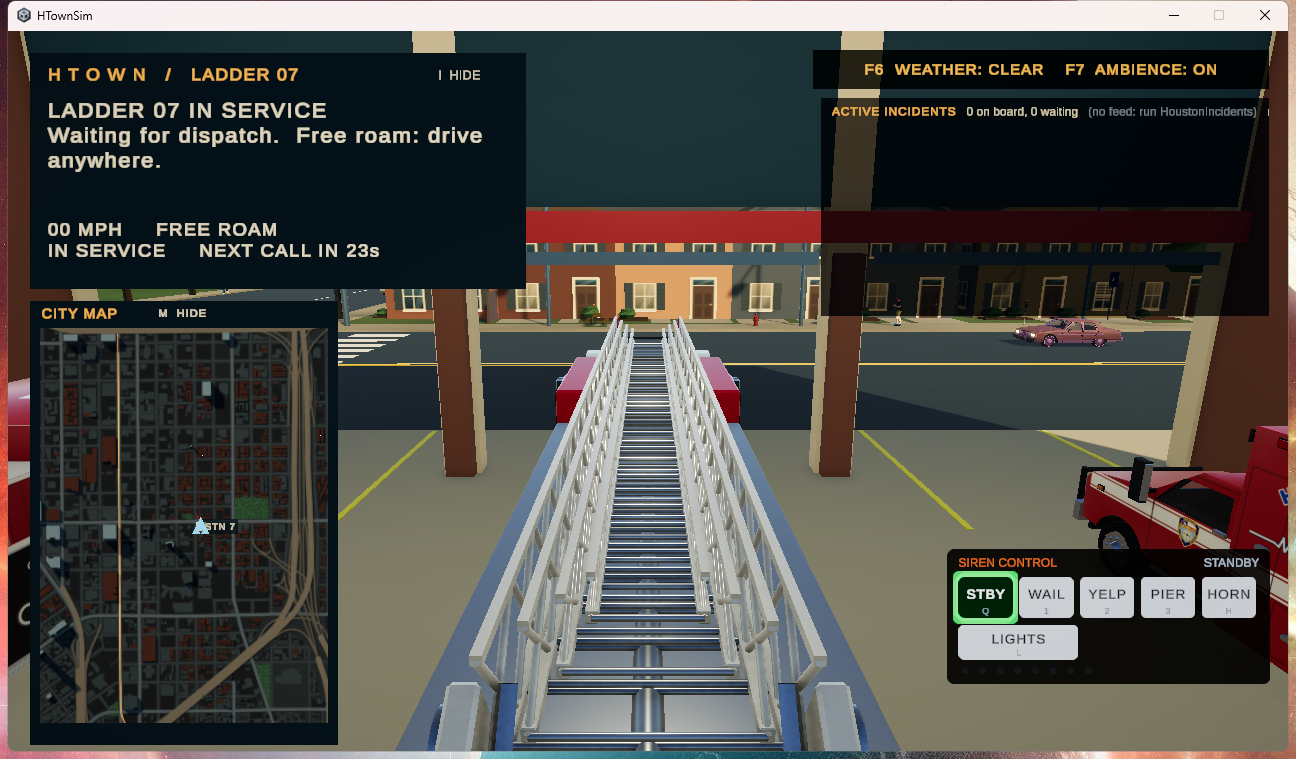 HTownSim
HTOWN / LADDER 07
I HIDE
LADDER 07 IN SERVICE
Waiting for dispatch. Free roam: drive
anywhere.
00 MPH FREE ROAM
IN SERVICE NEXT CALL IN 23s
F6 WEATHER: CLEAR F7 AMBIENCE: ON
ACTIVE INCIDENTS 0 on board, 0 waiting (no feed: run HoustonIncidents)
CITY MAP M HIDE
STN 7
SIREN CONTROL STANDBY
STBY WAIL YELP PIER HORN
Q 1 2 3 H
LIGHTS
L